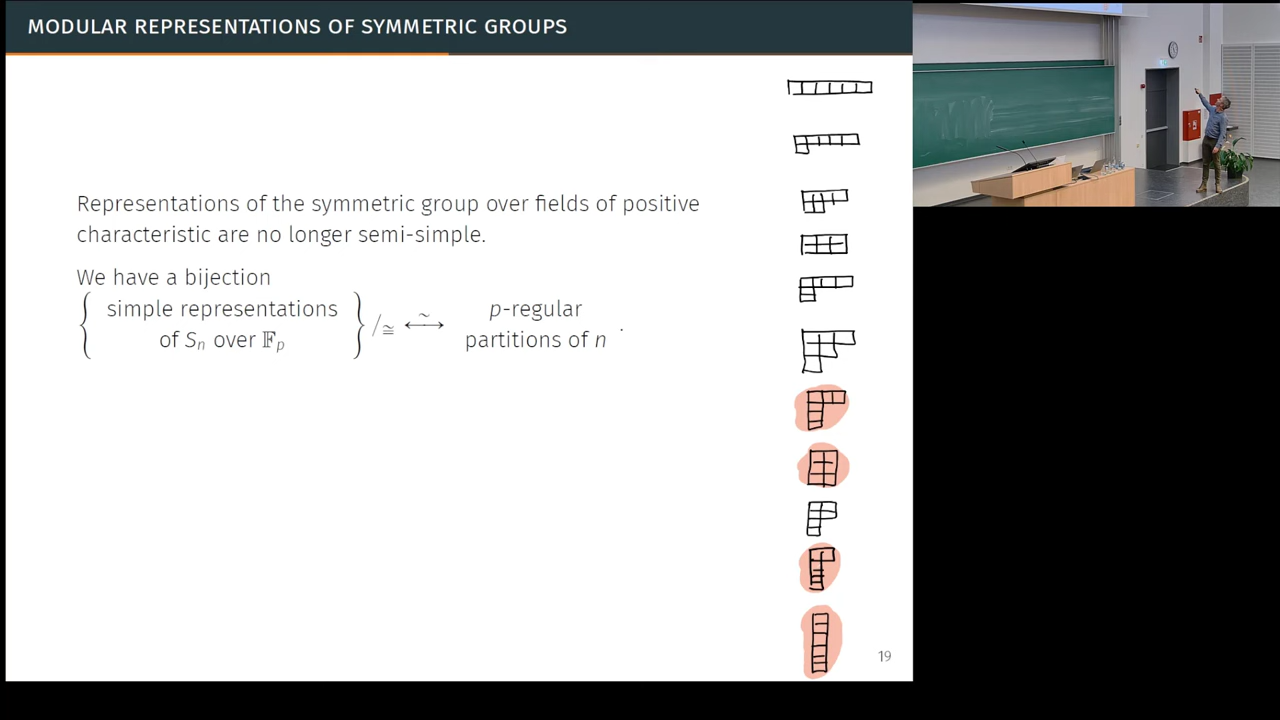 MODULAR REPRESENTATIONS OF SYMMETRIC GROUPS
Representations of the symmetric group over fields of positive
characteristic are no longer semi-simple.
We have a bijection
{ simple representations of Sₙ over 𝔽ₚ } /≅ ⟷̃ p-regular partitions of n .
19